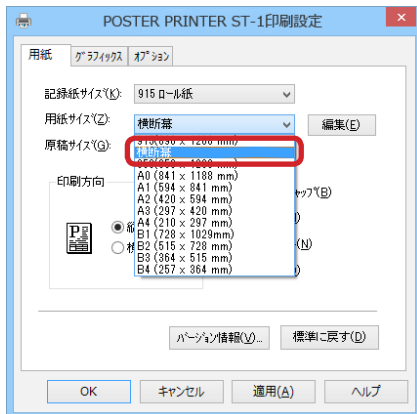 POSTER PRINTER ST-1印刷設定
用紙 グラフィックス オプション
記録紙サイズ(K): 915 ロール紙
用紙サイズ(Z): 横断幕 編集(E)
原稿サイズ(G):
横断幕
A0 (841 x 1188 mm)
印刷方向
A1 (594 x 841 mm)
A2 (420 x 594 mm)
A3 (297 x 420 mm)
A4 (210 x 297 mm)
B1 (728 x 1029mm)
B2 (515 x 728 mm)
B3 (364 x 515 mm)
B4 (257 x 364 mm)
バージョン情報(V)... 標準に戻す(D)
OK キャンセル 適用(A) ヘルプ